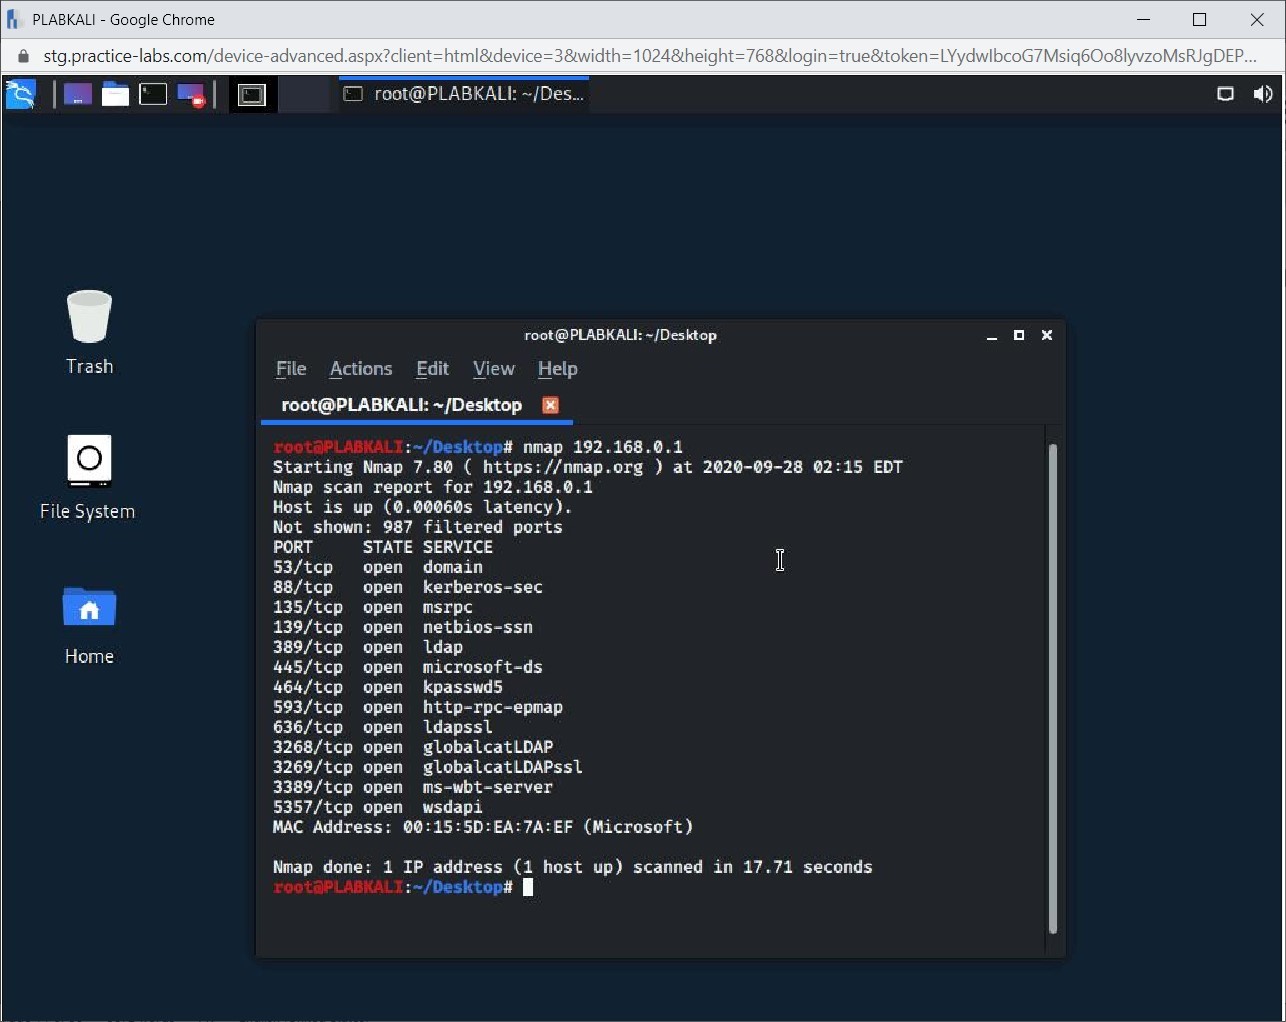 PLABKALI - Google Chrome
stg.practice-labs.com/device-advanced.aspx?client=html&device=3&width=1024&height=768&login=true&token=LYydwIbcoG7Msiq6Oo8lyvzoMsRJgDEP...
root@PLABKALI: ~/Des...
Trash
File System
Home
root@PLABKALI: ~/Desktop
File Actions Edit View Help
root@PLABKALI: ~/Desktop
root@PLABKALI:~/Desktop# nmap 192.168.0.1
Starting Nmap 7.80 ( https://nmap.org ) at 2020-09-28 02:15 EDT
Nmap scan report for 192.168.0.1
Host is up (0.00060s latency).
Not shown: 987 filtered ports
PORT STATE SERVICE
53/tcp open domain
88/tcp open kerberos-sec
135/tcp open msrpc
139/tcp open netbios-ssn
389/tcp open ldap
445/tcp open microsoft-ds
464/tcp open kpasswd5
593/tcp open http-rpc-epmap
636/tcp open ldapssl
3268/tcp open globalcatLDAP
3269/tcp open globalcatLDAPssl
3389/tcp open ms-wbt-server
5357/tcp open wsdapi
MAC Address: 00:15:5D:EA:7A:EF (Microsoft)
Nmap done: 1 IP address (1 host up) scanned in 17.71 seconds
root@PLABKALI:~/Desktop#